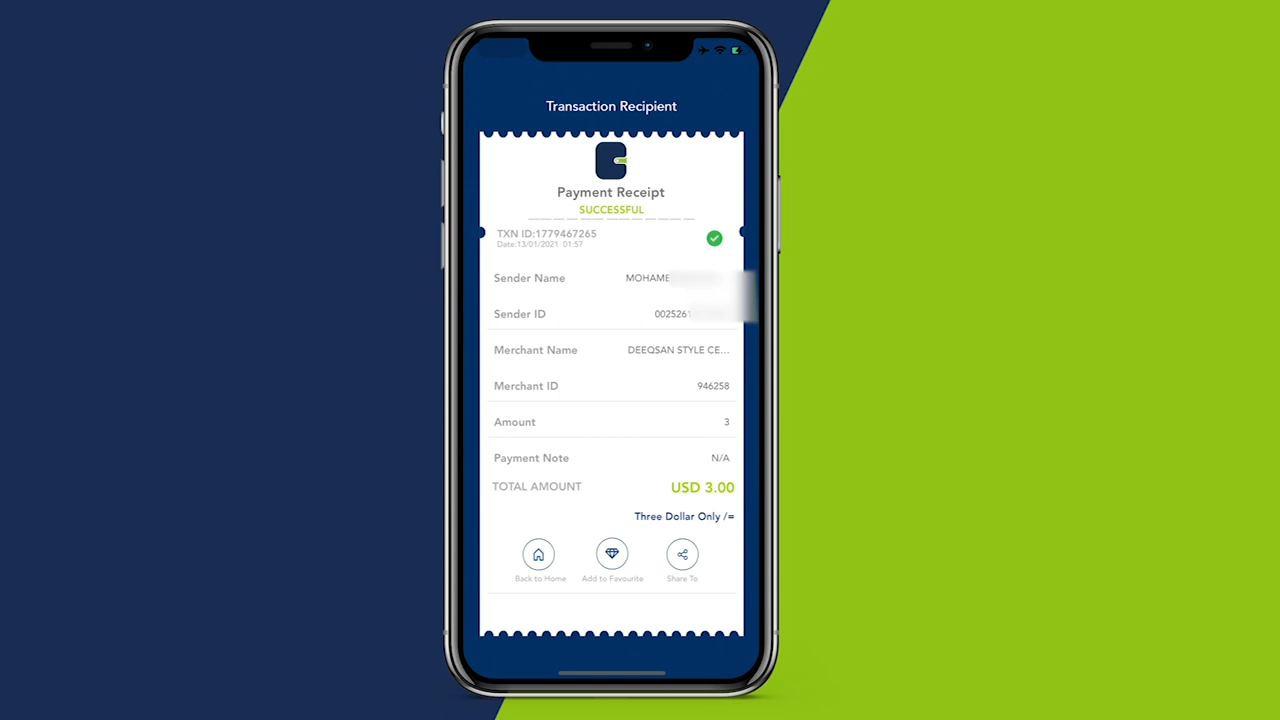 Transaction Recipient
Payment Receipt
SUCCESSFUL
TXN ID:1779467265
Date:13/01/2021 01:57
Sender Name
Sender ID 002526
Merchant Name DEEQSAN STYLE CE...
Merchant ID 946258
Amount 3
Payment Note N/A
TOTAL AMOUNT USD 3.00
Three Dollar Only /=
Back to Home Add to Favourite Share To